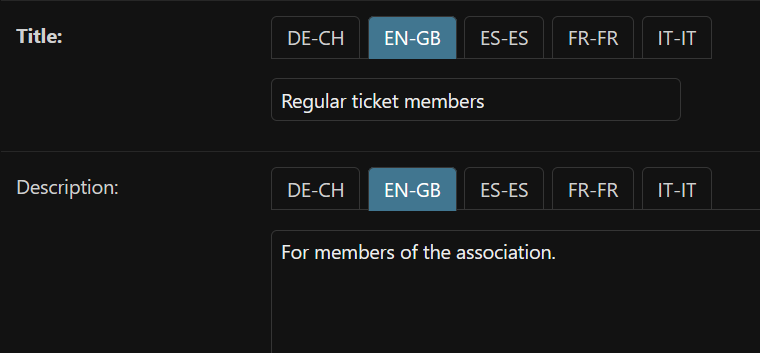 Title:
DE-CH EN-GB ES-ES FR-FR IT-IT
Regular ticket members
Description:
DE-CH EN-GB ES-ES FR-FR IT-IT
For members of the association.